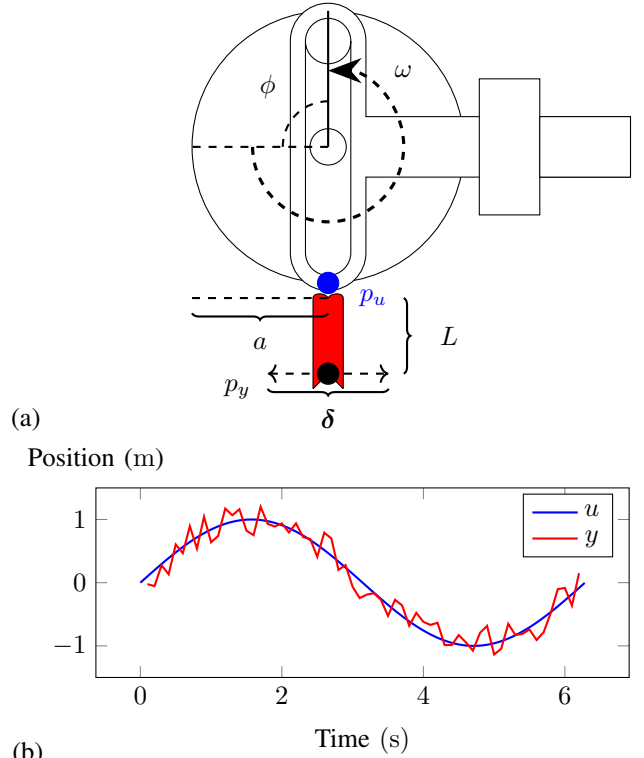 ϕ
ω
p_u
a
L
p_y
δ
(a)
Position (m)
u
y
1
0
−1
0
2
4
6
Time (s)
(b)